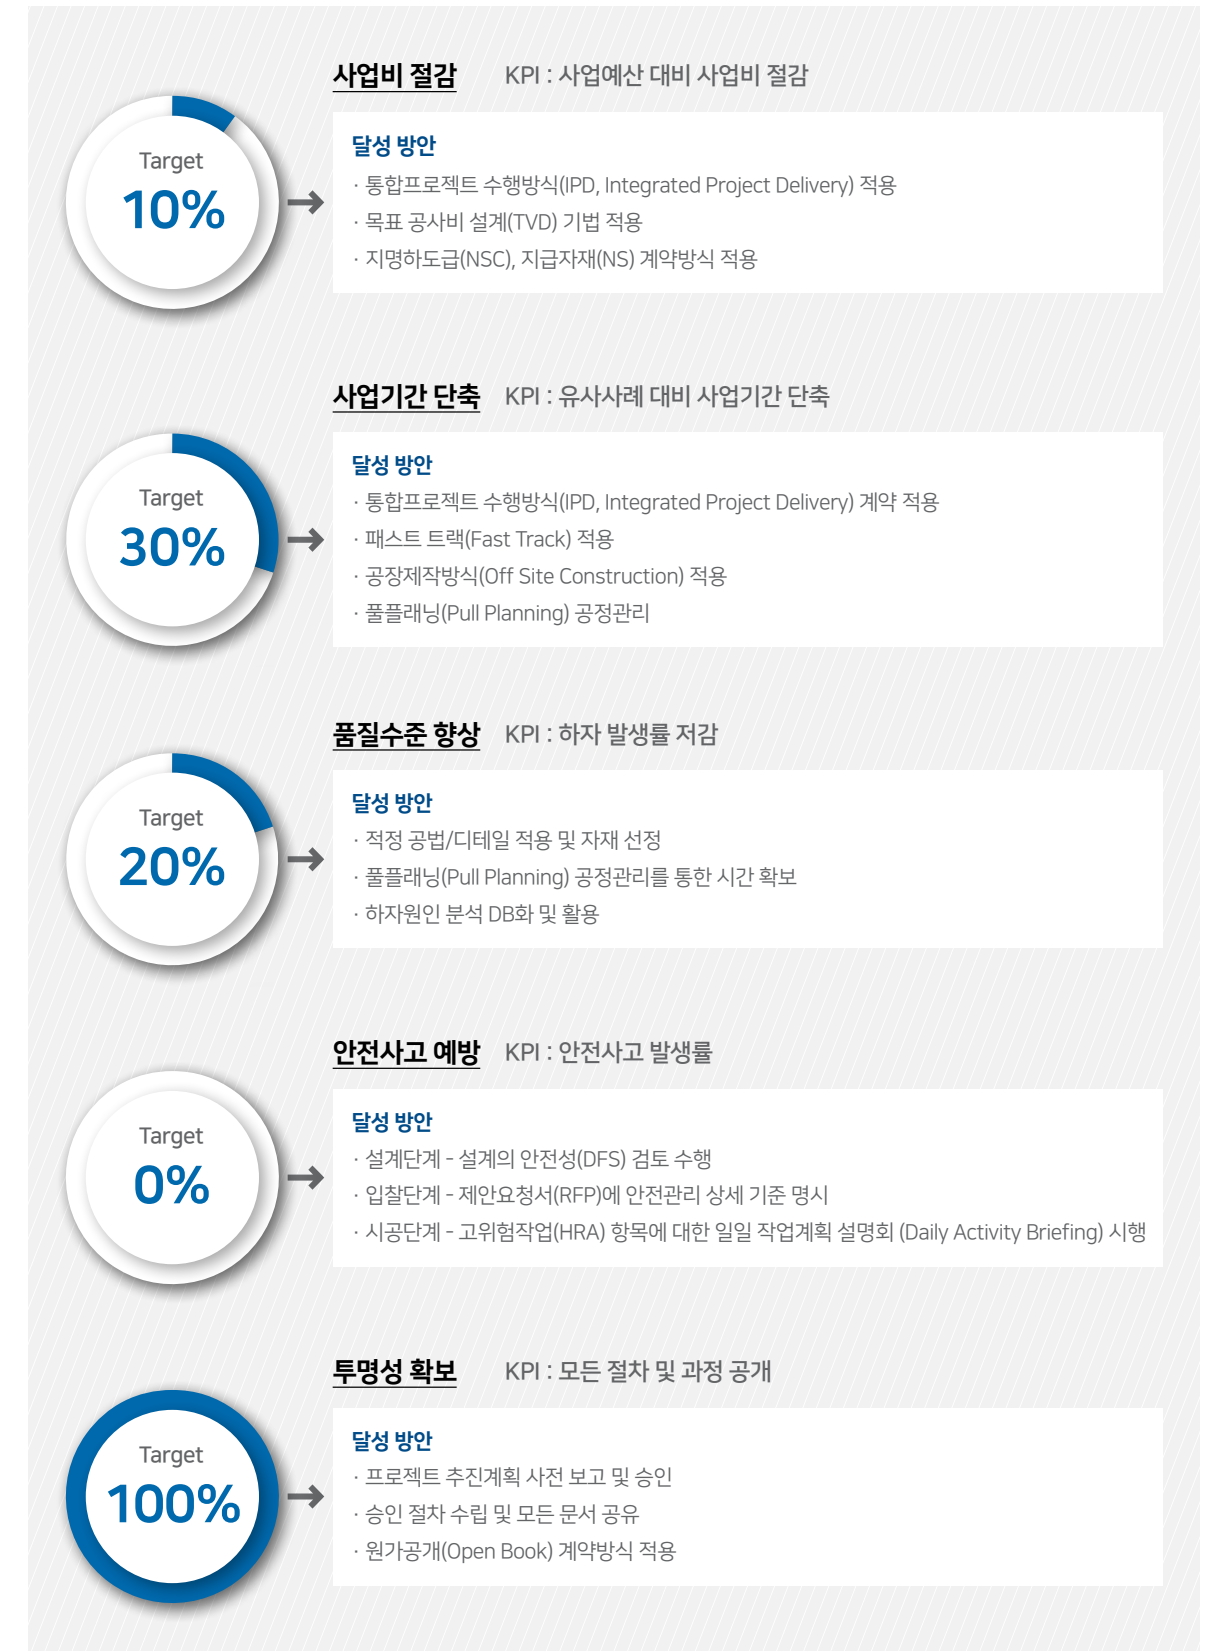 사업비 절감 KPI : 사업예산 대비 사업비 절감
Target
10%
달성 방안
· 통합프로젝트 수행방식(IPD, Integrated Project Delivery) 적용
· 목표 공사비 설계(TVD) 기법 적용
· 지명하도급(NSC), 지급자재(NS) 계약방식 적용
사업기간 단축 KPI : 유사사례 대비 사업기간 단축
Target
30%
달성 방안
· 통합프로젝트 수행방식(IPD, Integrated Project Delivery) 계약 적용
· 패스트 트랙(Fast Track) 적용
· 공장제작방식(Off Site Construction) 적용
· 풀플래닝(Pull Planning) 공정관리
품질수준 향상 KPI : 하자 발생률 저감
Target
20%
달성 방안
· 적정 공법/디테일 적용 및 자재 선정
· 풀플래닝(Pull Planning) 공정관리를 통한 시간 확보
· 하자원인 분석 DB화 및 활용
안전사고 예방 KPI : 안전사고 발생률
Target
0%
달성 방안
· 설계단계 - 설계의 안전성(DFS) 검토 수행
· 입찰단계 - 제안요청서(RFP)에 안전관리 상세 기준 명시
· 시공단계 - 고위험작업(HRA) 항목에 대한 일일 작업계획 설명회 (Daily Activity Briefing) 시행
투명성 확보 KPI : 모든 절차 및 과정 공개
Target
100%
달성 방안
· 프로젝트 추진계획 사전 보고 및 승인
· 승인 절차 수립 및 모든 문서 공유
· 원가공개(Open Book) 계약방식 적용